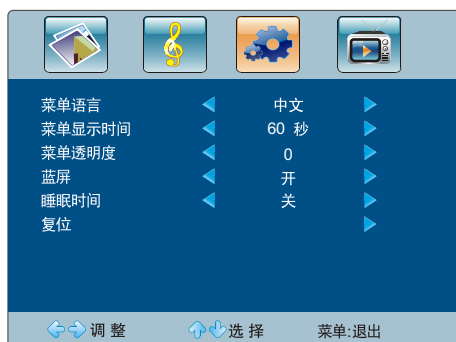 菜单语言 中文
菜单显示时间 60 秒
菜单透明度 0
蓝屏 开
睡眠时间 关
复位
调整 选择 菜单:退出